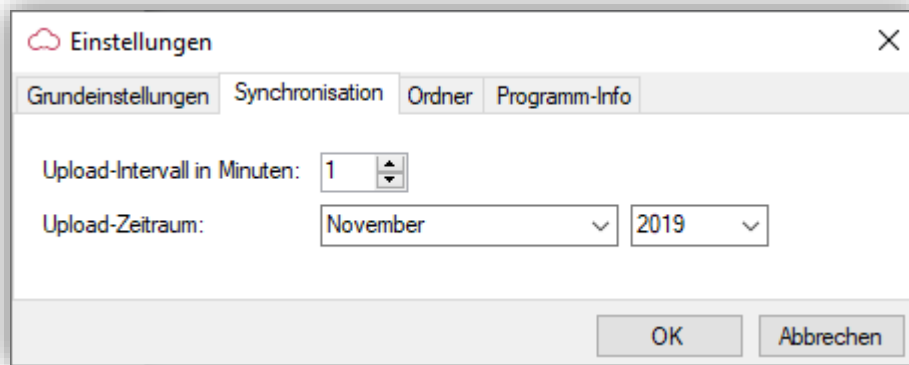 Einstellungen
Grundeinstellungen Synchronisation Ordner Programm-Info
Upload-Intervall in Minuten: 1
Upload-Zeitraum: November 2019
OK Abbrechen